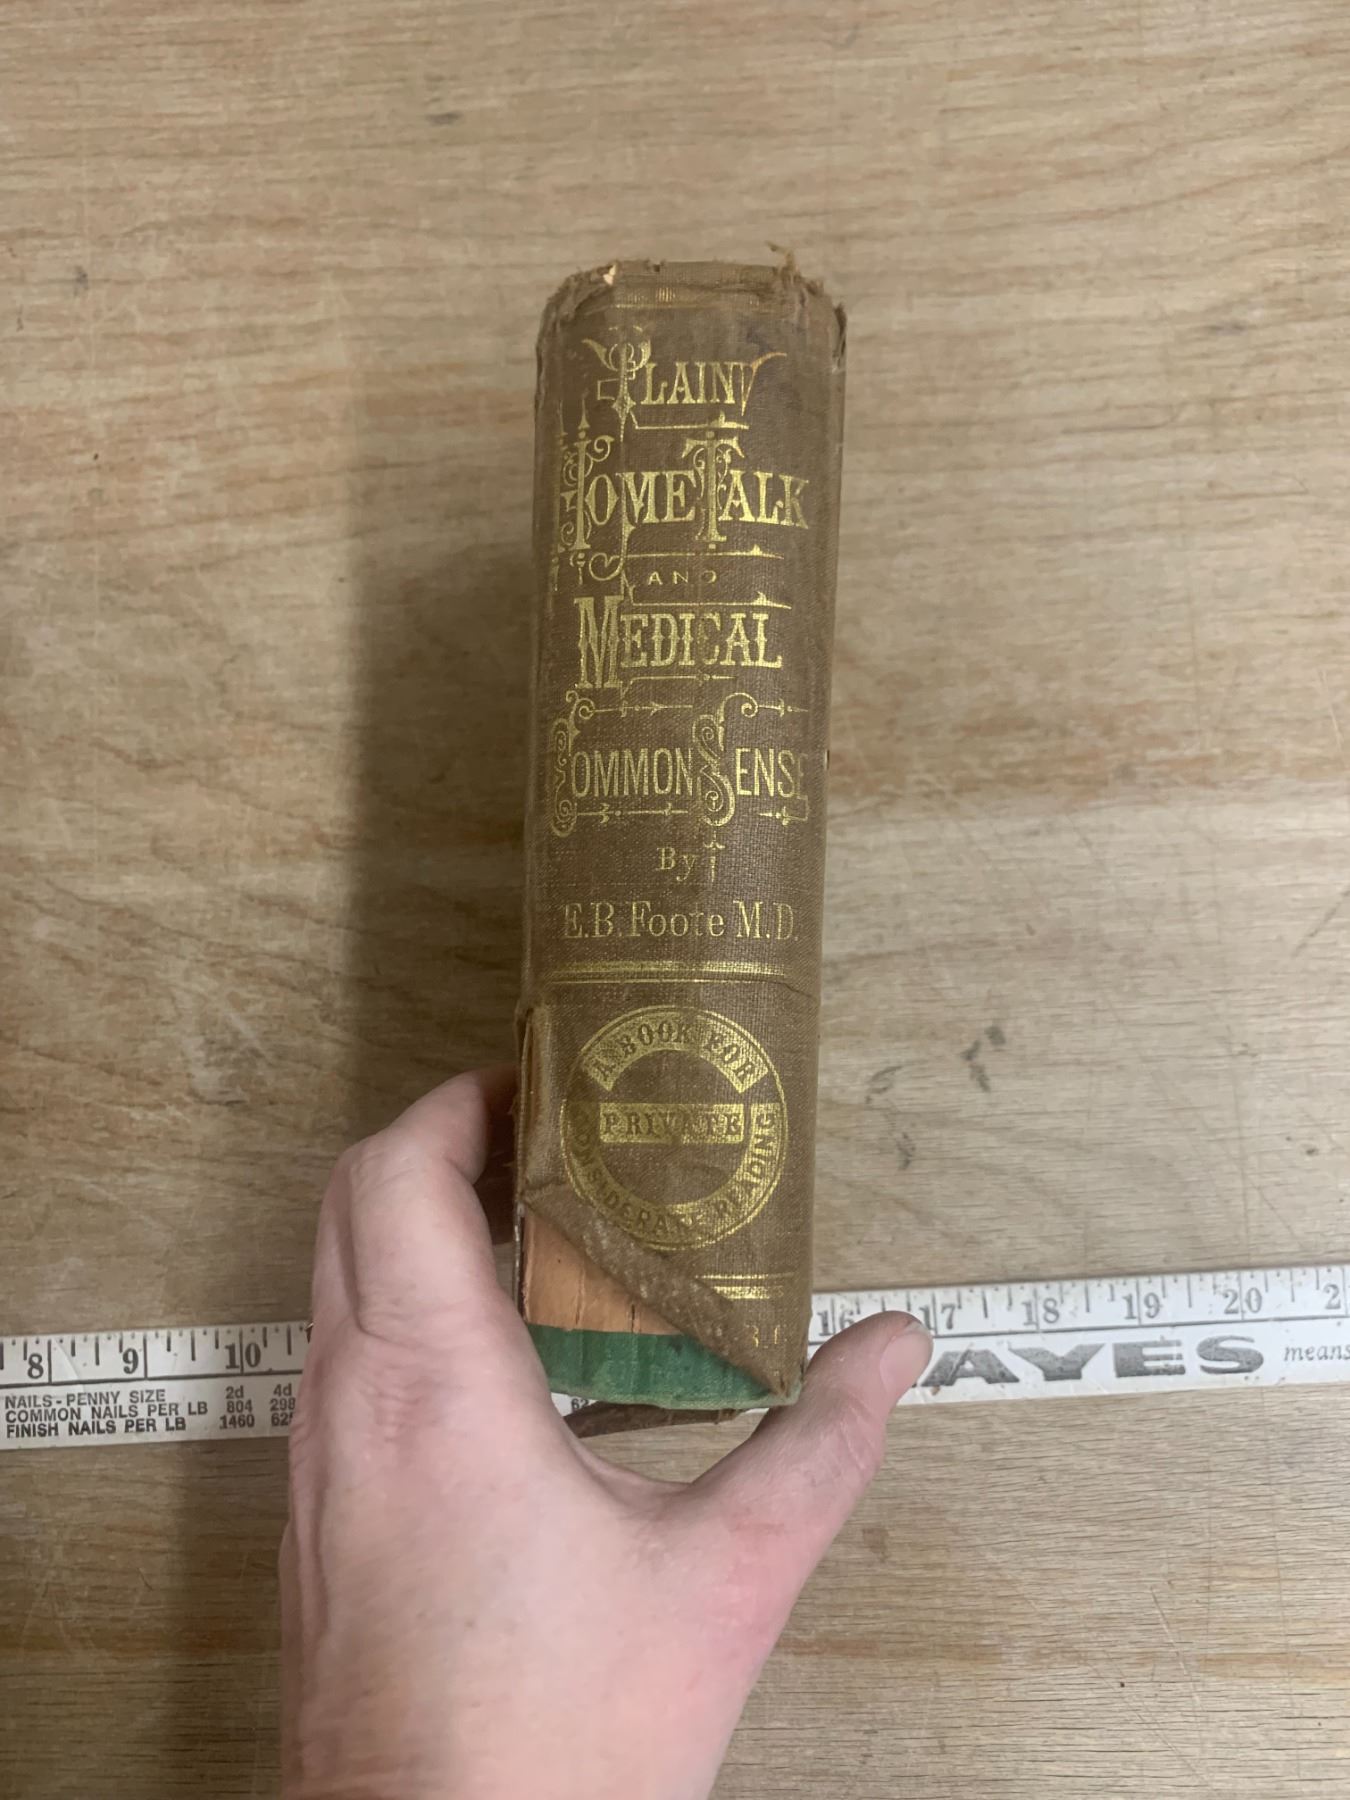 PLAIN
HOME TALK
AND
MEDICAL
COMMON SENSE
By
E.B. Foote M.D.
A BOOK FOR
PRIVATE
CONSIDERATE READING
8 9 10 16 17 18 19 20 2
NAILS - PENNY SIZE 2d 4d
COMMON NAILS PER LB 804 298
FINISH NAILS PER LB 1460
AYES means